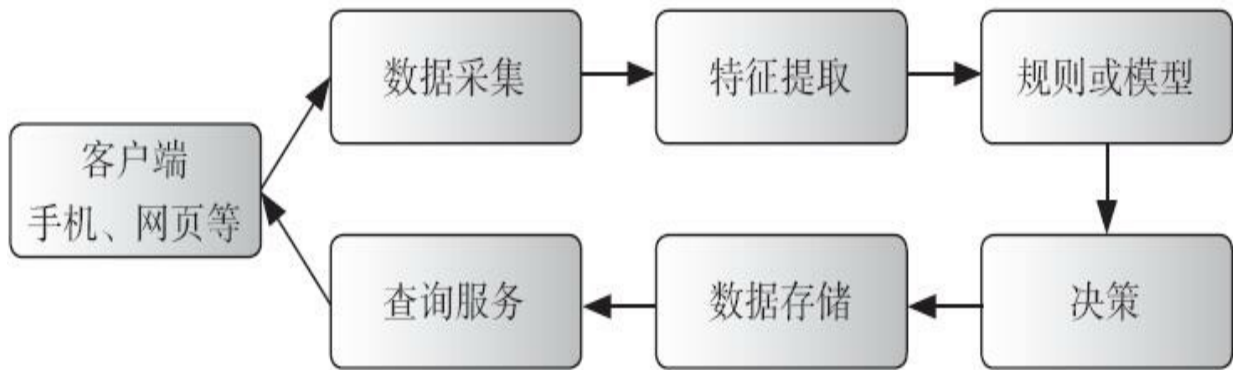 数据采集
特征提取
规则或模型
客户端
手机、网页等
查询服务
数据存储
决策